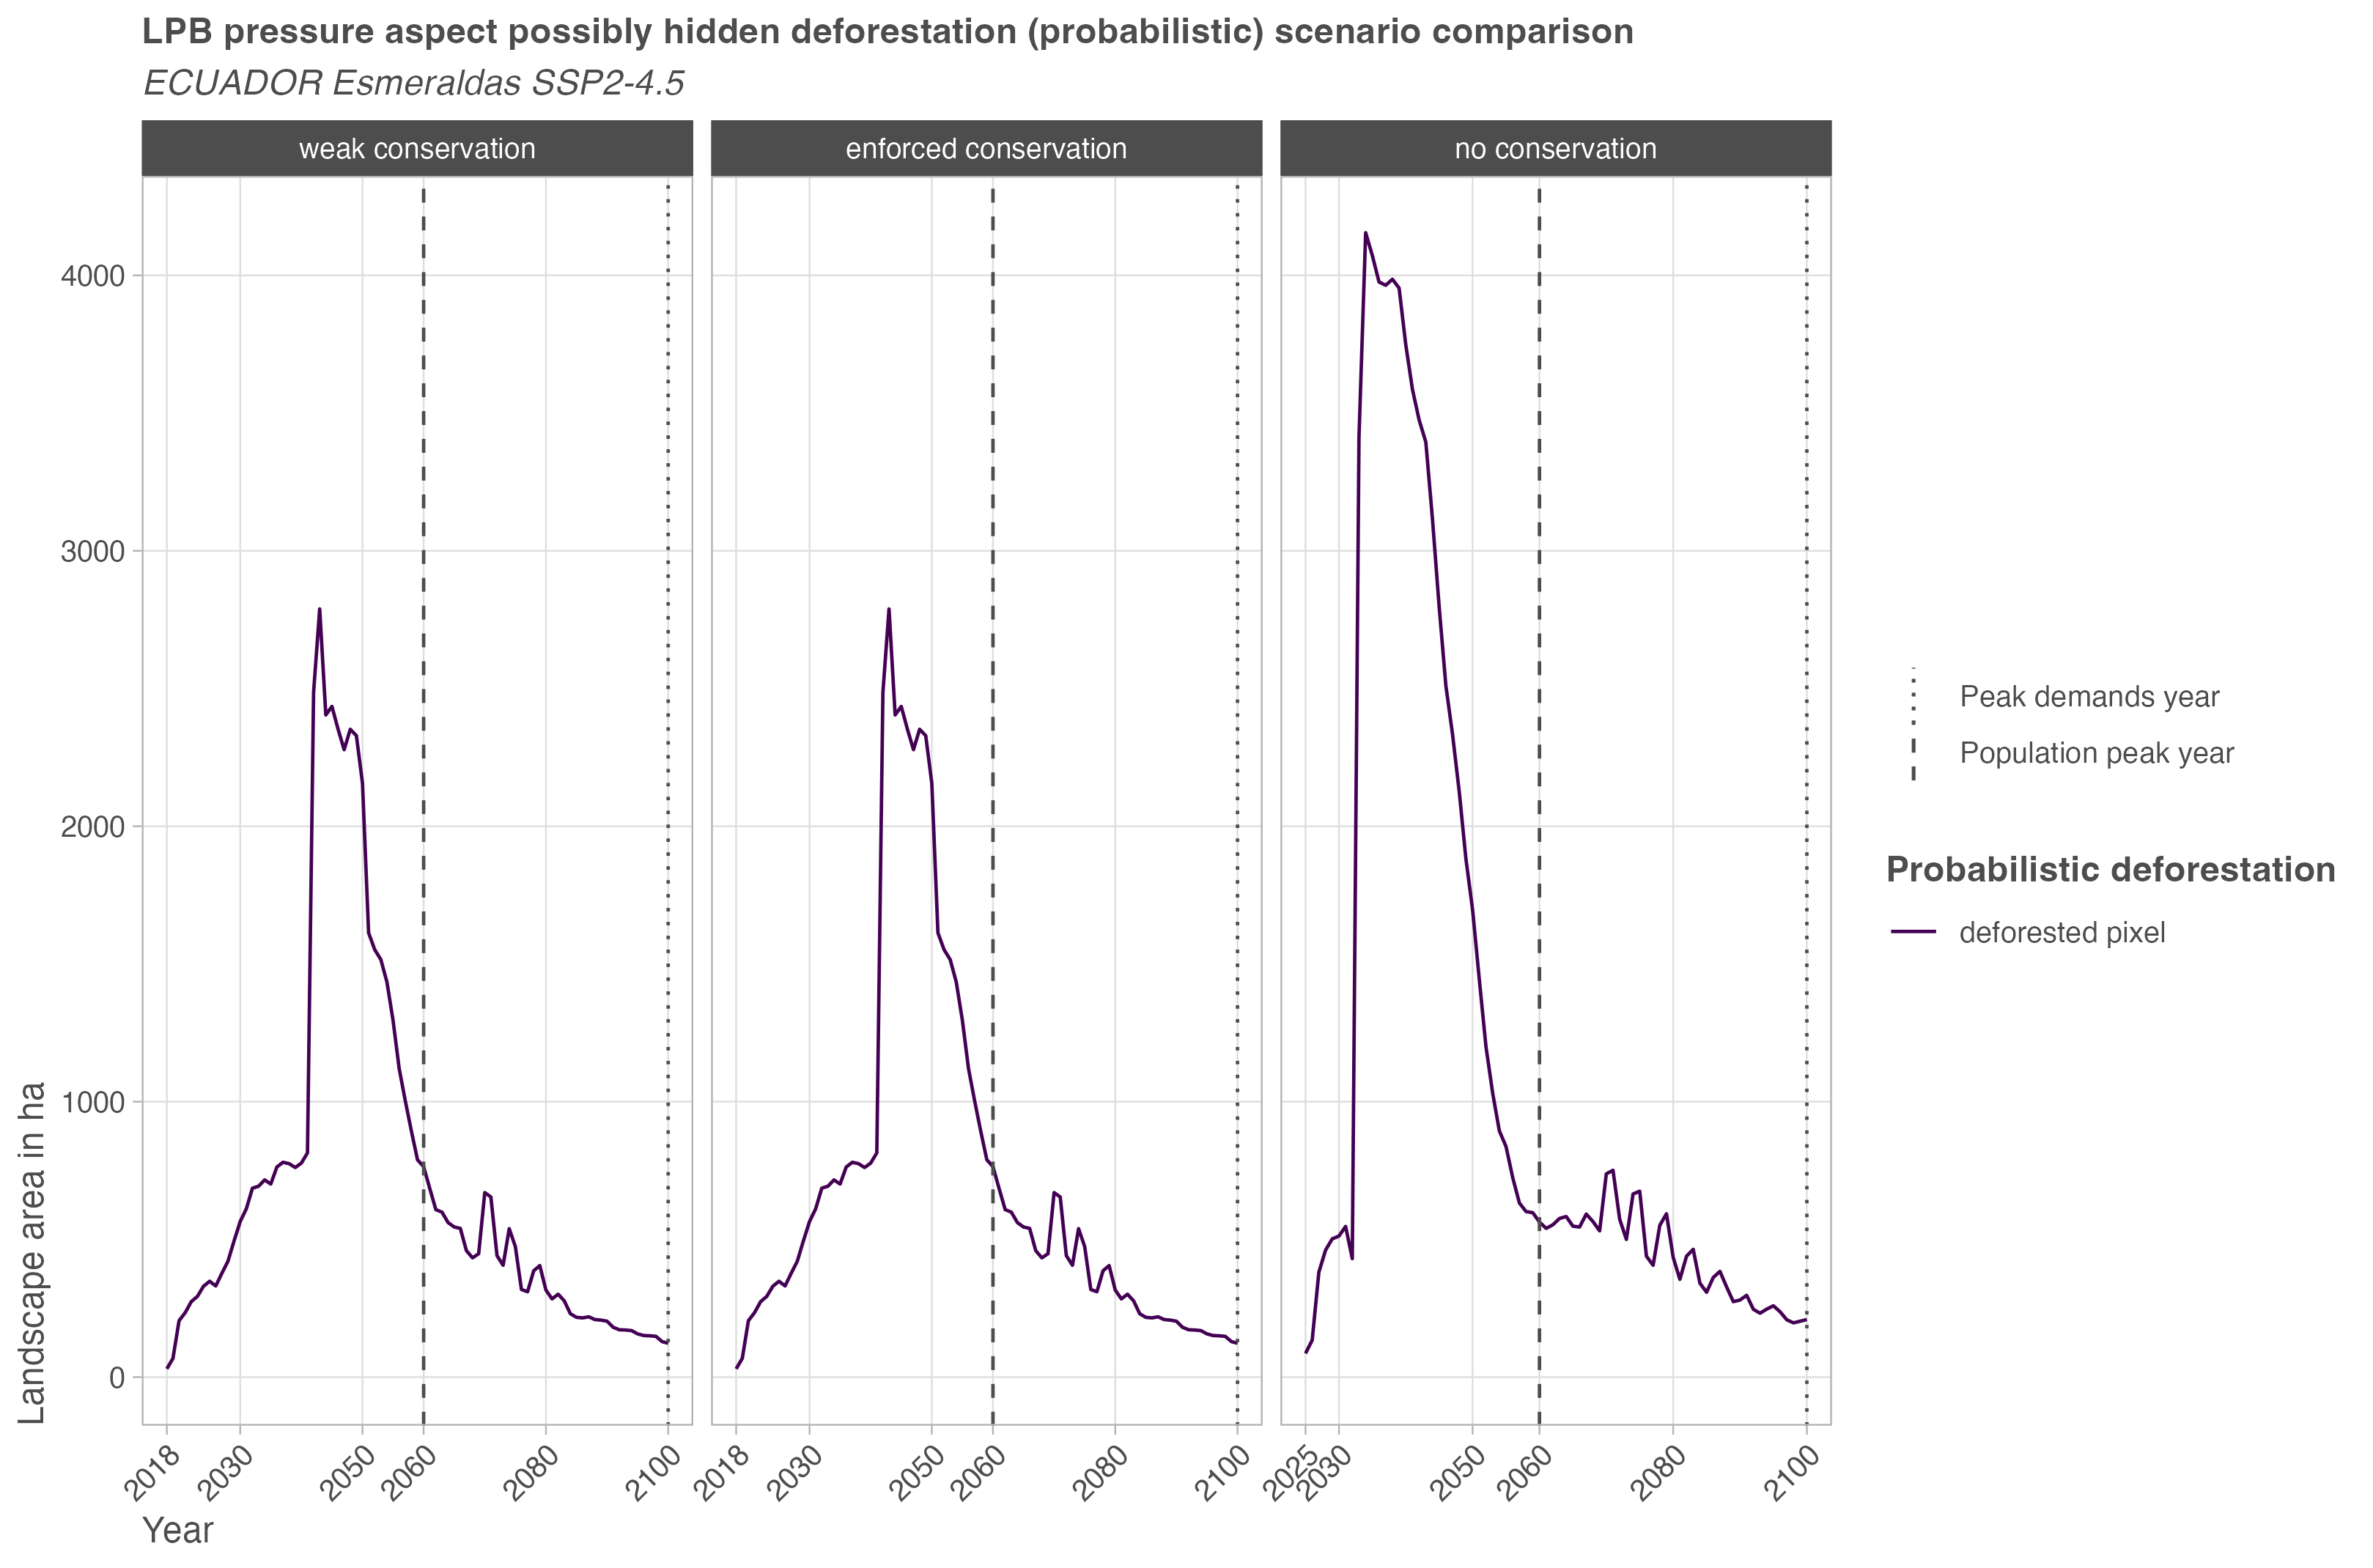 LPB pressure aspect possibly hidden deforestation (probabilistic) scenario comparison
ECUADOR Esmeraldas SSP2-4.5
weak conservation
enforced conservation
no conservation
4000
3000
2000
1000
0
Landscape area in ha
2018 2030 2050 2060 2080 2100
2018 2030 2050 2060 2080 2100
2025 2030 2050 2060 2080 2100
Year
Peak demands year
Population peak year
Probabilistic deforestation
deforested pixel